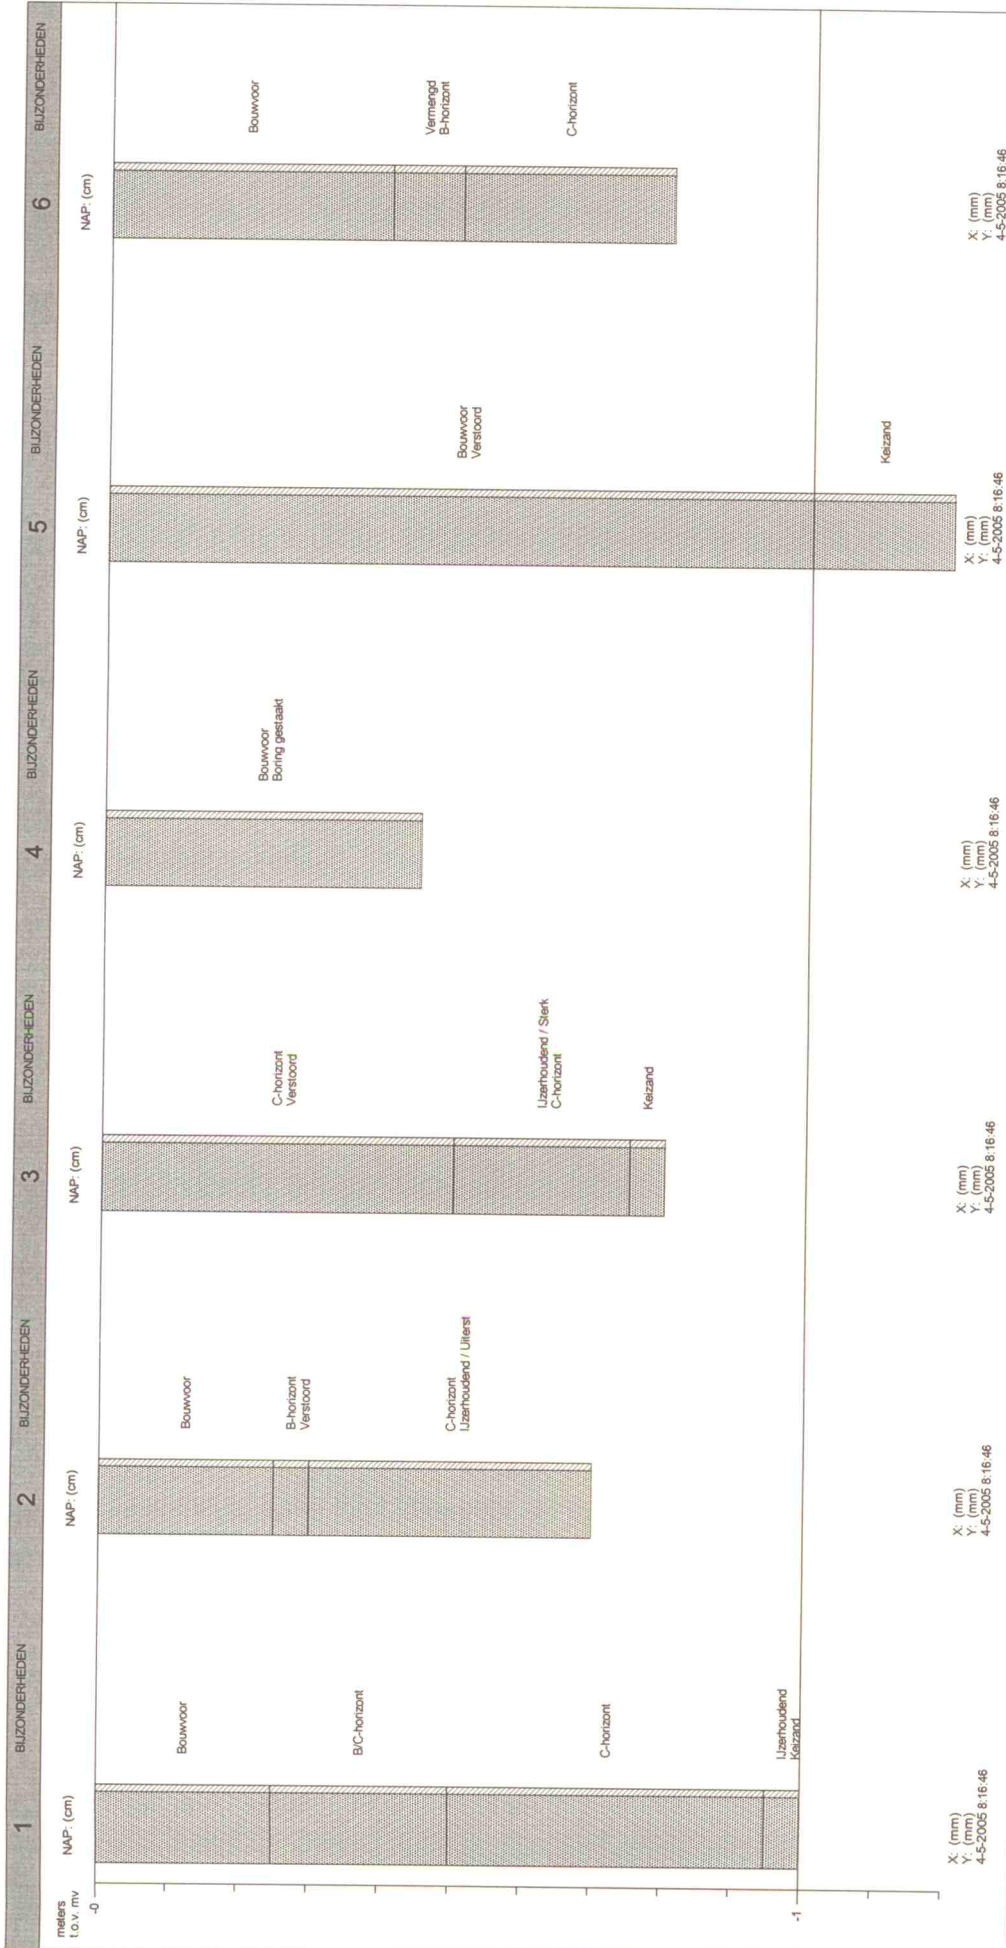 1 BIJZONDERHEDEN 2 BIJZONDERHEDEN 3 BIJZONDERHEDEN 4 BIJZONDERHEDEN 5 BIJZONDERHEDEN 6 BIJZONDERHEDEN
meters
t.o.v. mv
-0
-1
NAP: (cm)
Bouwvoor
B/C-horizont
C-horizont
IJzerhoudend
Keizand
X: (mm)
Y: (mm)
4-5-2005 8:16:46
NAP: (cm)
Bouwvoor
B-horizont
Verstoord
C-horizont
IJzerhoudend / Uiterst
X: (mm)
Y: (mm)
4-5-2005 8:16:46
NAP: (cm)
C-horizont
Verstoord
IJzerhoudend / Sterk
C-horizont
Keizand
X: (mm)
Y: (mm)
4-5-2005 8:16:46
NAP: (cm)
Bouwvoor
Boring gestaakt
X: (mm)
Y: (mm)
4-5-2005 8:16:46
NAP: (cm)
Bouwvoor
Verstoord
Keizand
X: (mm)
Y: (mm)
4-5-2005 8:16:46
NAP: (cm)
Bouwvoor
Vermengd
B-horizont
C-horizont
X: (mm)
Y: (mm)
4-5-2005 8:16:46